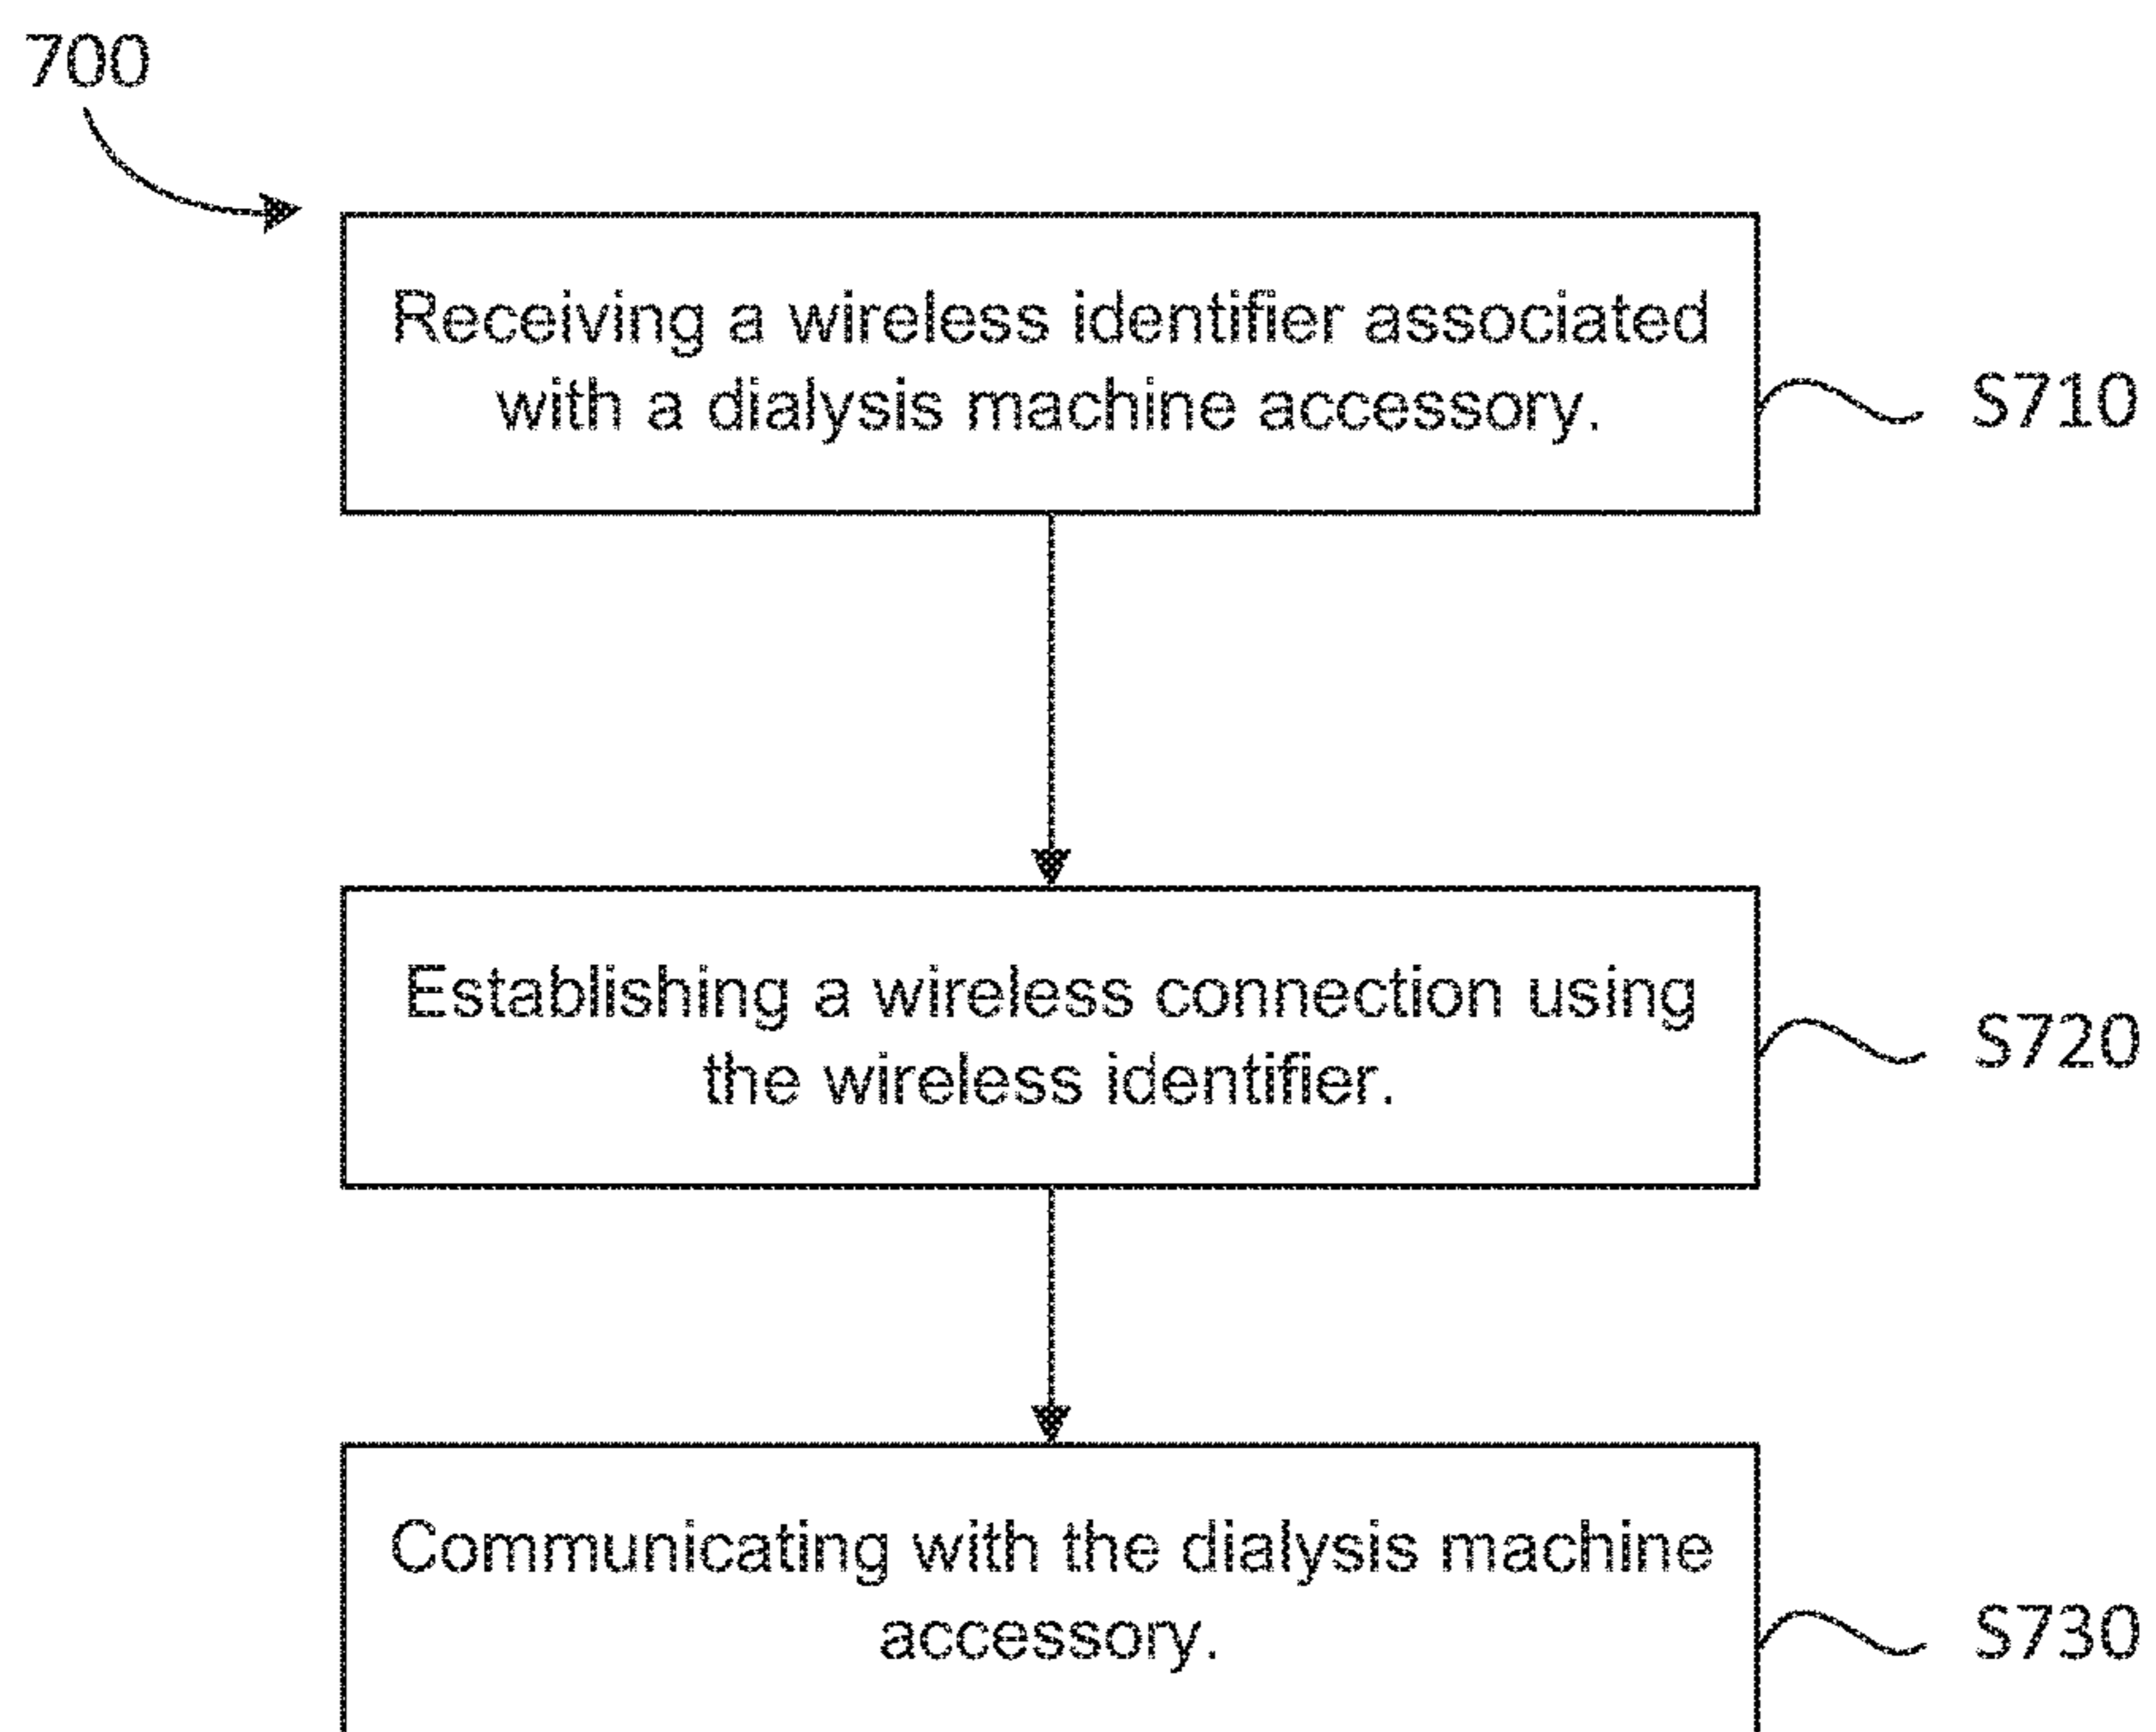 700
Receiving a wireless identifier associated
with a dialysis machine accessory.
S710
Establishing a wireless connection using
the wireless identifier.
S720
Communicating with the dialysis machine
accessory.
S730